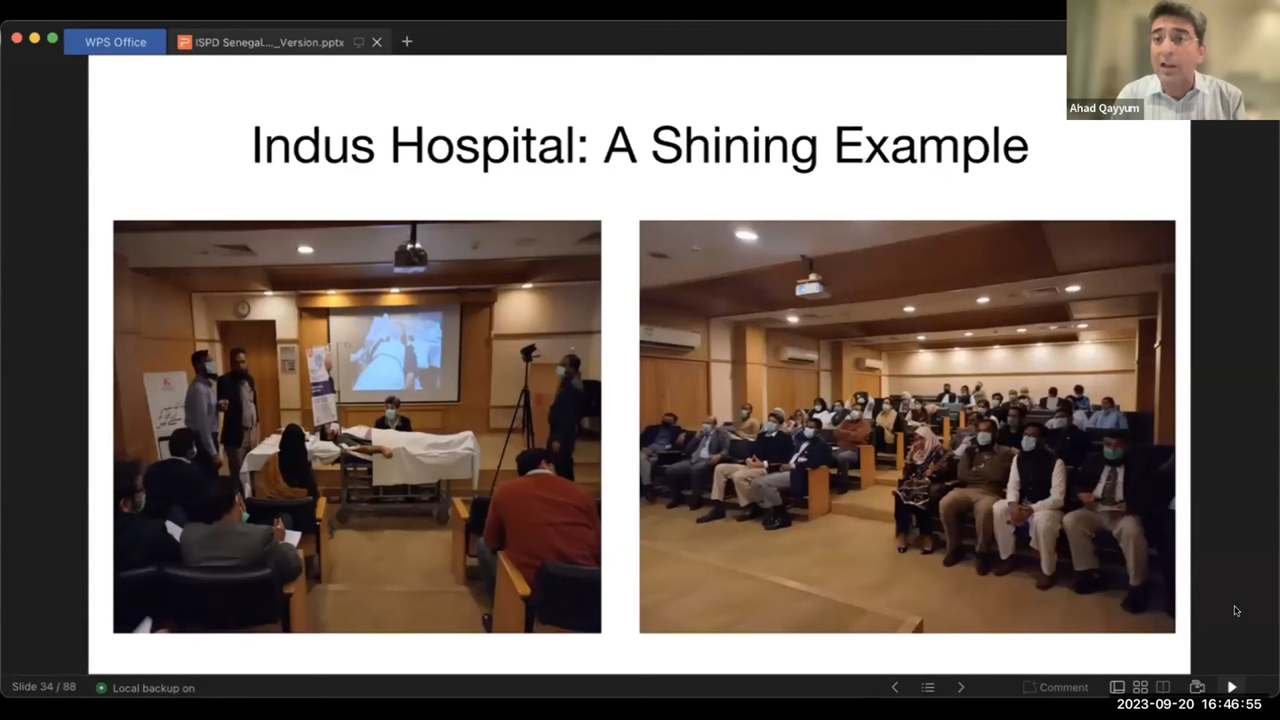 WPS Office
ISPD Senegal..._Version.pptx
Ahad Qayyum
Indus Hospital: A Shining Example
Slide 34 / 88
Local backup on
Comment
2023-09-20 16:46:55